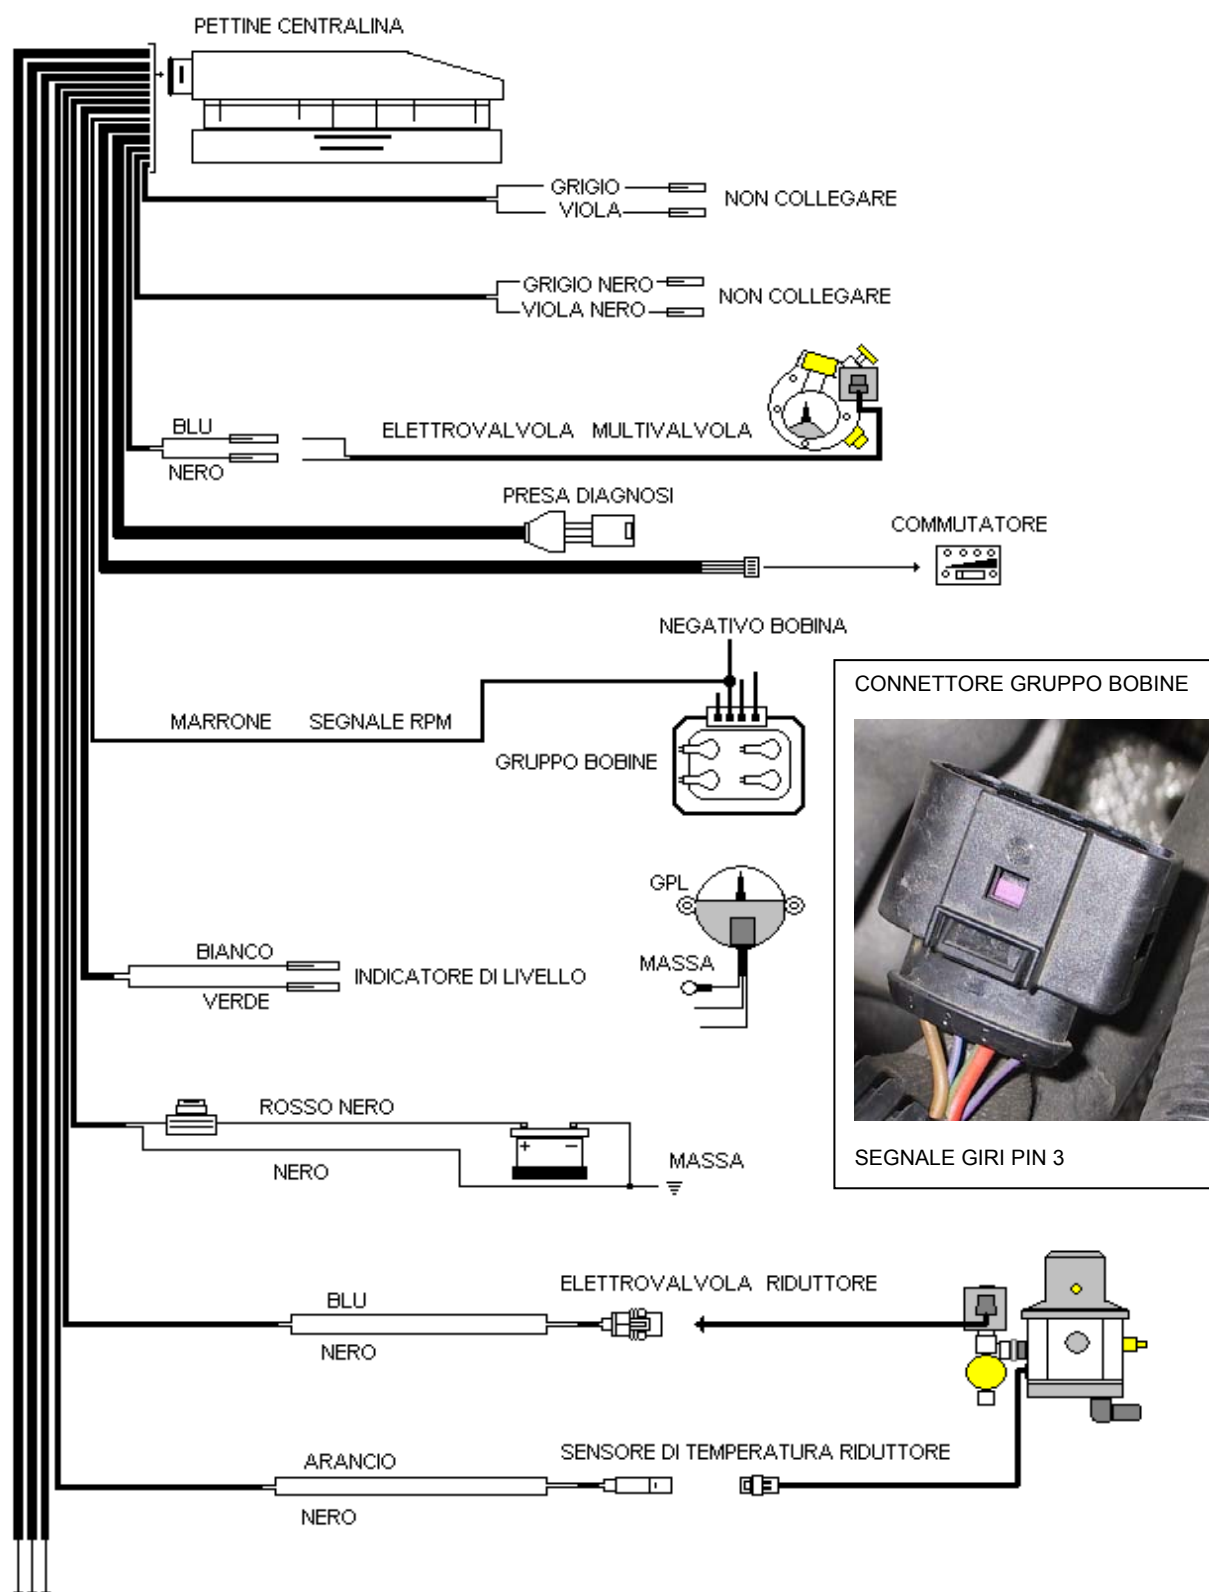 PETTINE CENTRALINA
GRIGIO
VIOLA
NON COLLEGARE
GRIGIO NERO
VIOLA NERO
NON COLLEGARE
BLU
NERO
ELETTROVALVOLA MULTIVALVOLA
PRESA DIAGNOSI
COMMUTATORE
NEGATIVO BOBINA
MARRONE SEGNALE RPM
GRUPPO BOBINE
CONNETTORE GRUPPO BOBINE
SEGNALE GIRI PIN 3
GPL
MASSA
BIANCO
VERDE
INDICATORE DI LIVELLO
ROSSO NERO
NERO
+ −
MASSA
BLU
NERO
ELETTROVALVOLA RIDUTTORE
ARANCIO
NERO
SENSORE DI TEMPERATURA RIDUTTORE